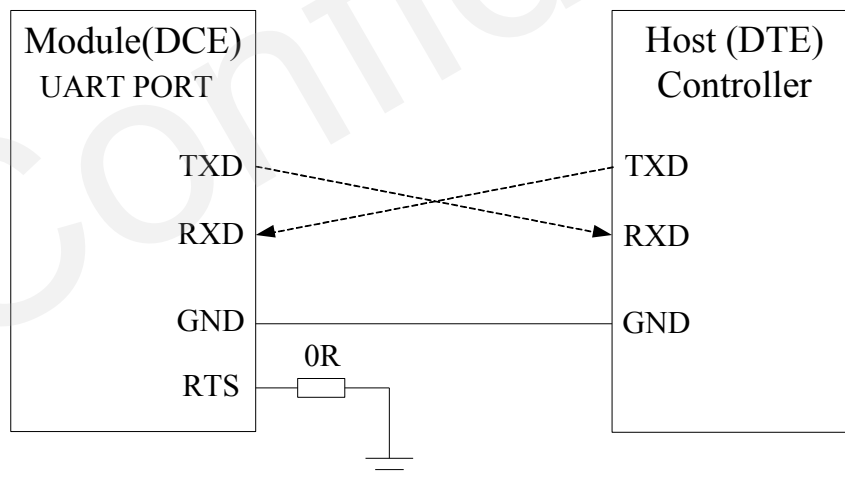 Module(DCE)
UART PORT
TXD
RXD
GND
RTS
0R
Host (DTE)
Controller
TXD
RXD
GND